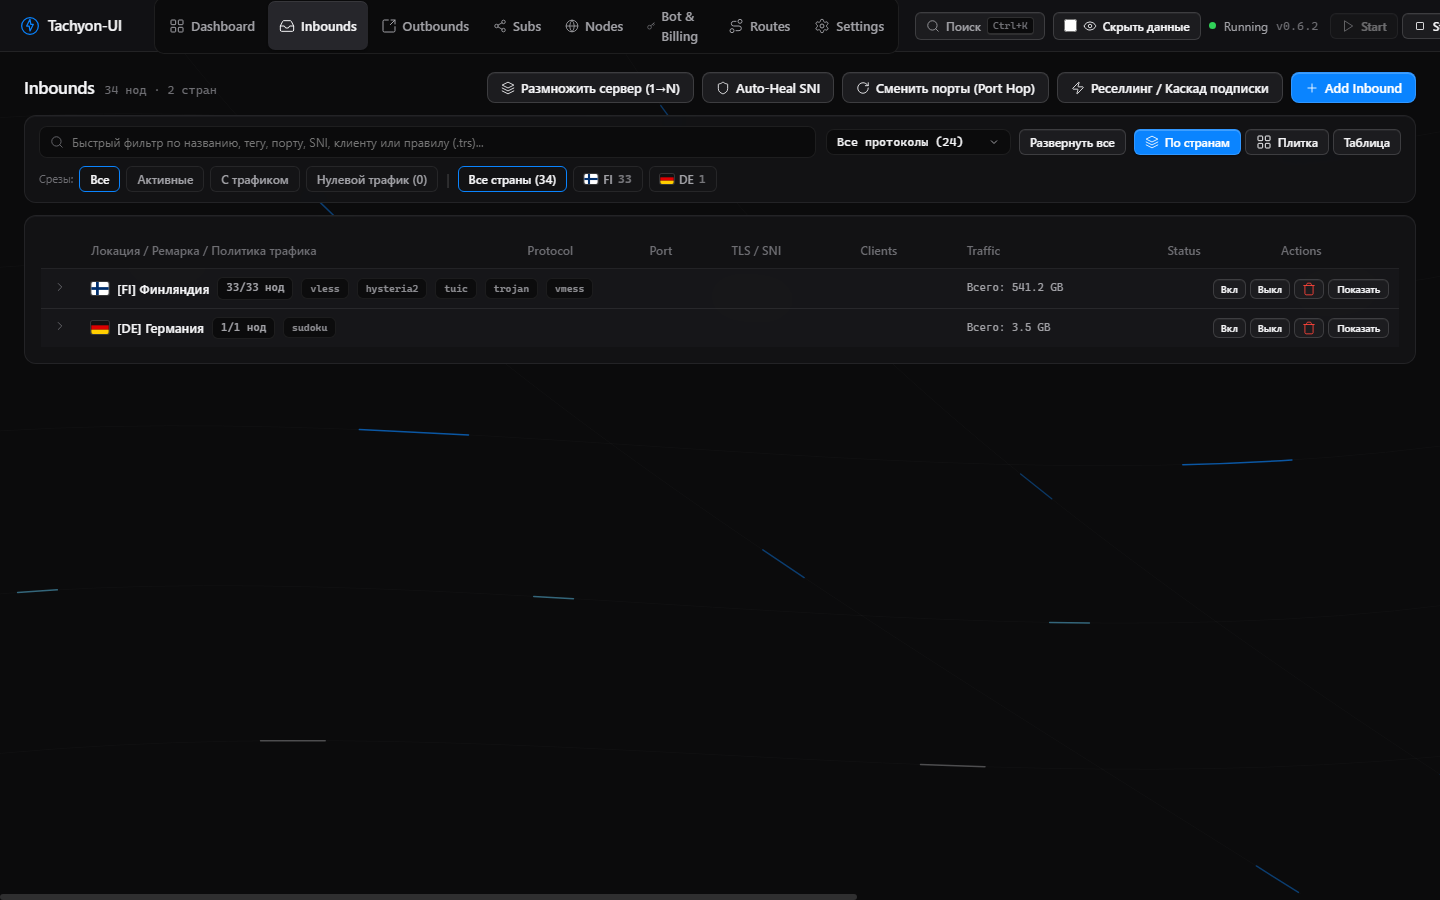 Tachyon-UI Dashboard Inbounds Outbounds Subs Nodes Bot & Billing Routes Settings Поиск Ctrl+K Скрыть данные Running v0.6.2 Start
Inbounds 34 нод · 2 стран Размножить сервер (1→N) Auto-Heal SNI Сменить порты (Port Hop) Реселлинг / Каскад подписки + Add Inbound
Быстрый фильтр по названию, тегу, порту, SNI, клиенту или правилу (.trs)... Все протоколы (24) Развернуть все По странам Плитка Таблица
Срезы: Все Активные С трафиком Нулевой трафик (0) | Все страны (34) FI 33 DE 1
Локация / Ремарка / Политика трафика Protocol Port TLS / SNI Clients Traffic Status Actions
[FI] Финляндия 33/33 нод vless hysteria2 tuic trojan vmess Всего: 541.2 GB Вкл Выкл Показать
[DE] Германия 1/1 нод sudoku Всего: 3.5 GB Вкл Выкл Показать